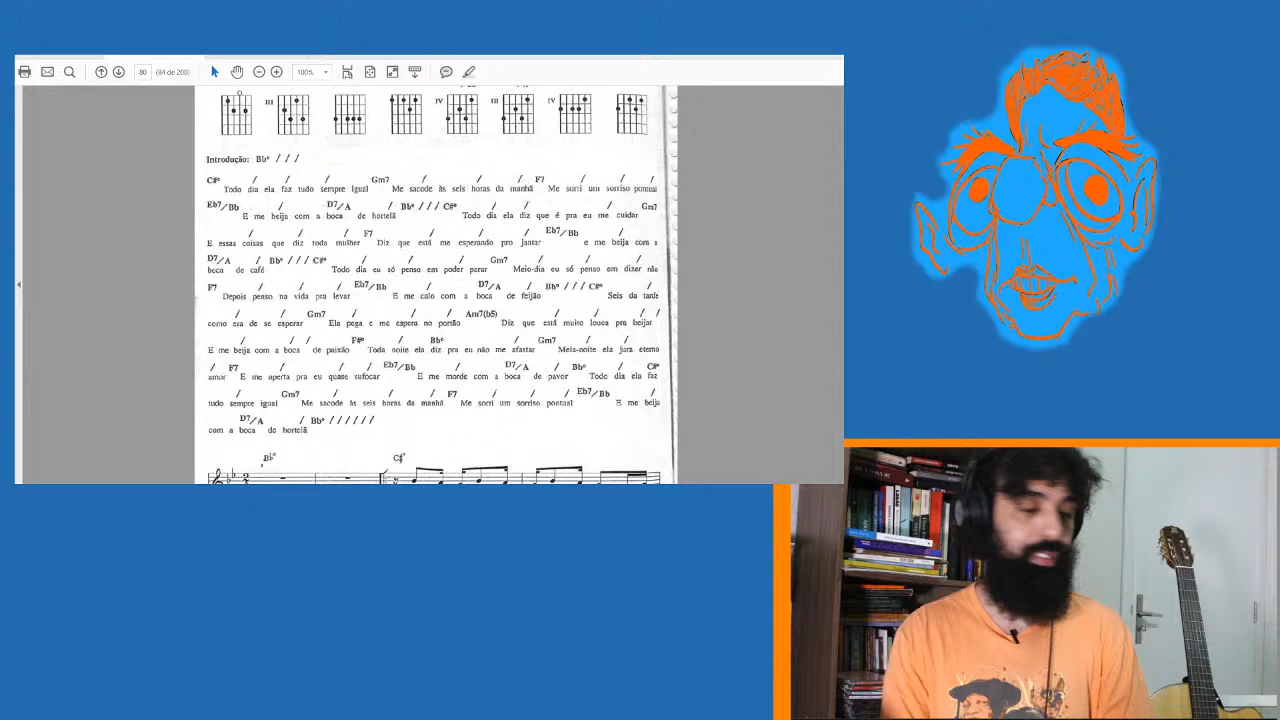 80 (84 de 200) 100%
III IV III IV
Introdução: Bb° / / /
C#° / / / Gm7 / / / F7 / / /
Todo dia ela faz tudo sempre igual Me sacode às seis horas da manhã Me sorri um sorriso pontual
Eb7/Bb / D7/A / Bb° / / / C#° / / / Gm7
E me beija com a boca de hortelã Todo dia ela diz que é pra eu me cuidar
/ / / F7 / / / Eb7/Bb /
E essas coisas que diz toda mulher Diz que está me esperando pro jantar e me beija com a
D7/A / Bb° / / / C#° / / / Gm7 / / /
boca de café Todo dia eu só penso em poder parar Meio-dia eu só penso em dizer não
F7 / / / Eb7/Bb / D7/A / Bb° / / / C#° /
Depois penso na vida pra levar E me calo com a boca de feijão Seis da tarde
/ / Gm7 / / / Am7(b5) / / /
como era de se esperar Ela pega e me espera no portão Diz que está muito louca pra beijar
/ / / F#° / Bb° / / / Gm7 / /
E me beija com a boca de paixão Toda noite ela diz pra eu não me afastar Meia-noite ela jura eterno
/ F7 / / / Eb7/Bb / D7/A / Bb° / C#°
amor E me aperta pra eu quase sufocar E me morde com a boca de pavor Todo dia ela faz
/ / Gm7 / / / F7 / / / Eb7/Bb /
tudo sempre igual Me sacode às seis horas da manhã Me sorri um sorriso pontual E me beija
D7/A / Bb° / / / / / /
com a boca de hortelã
Bb° C#°